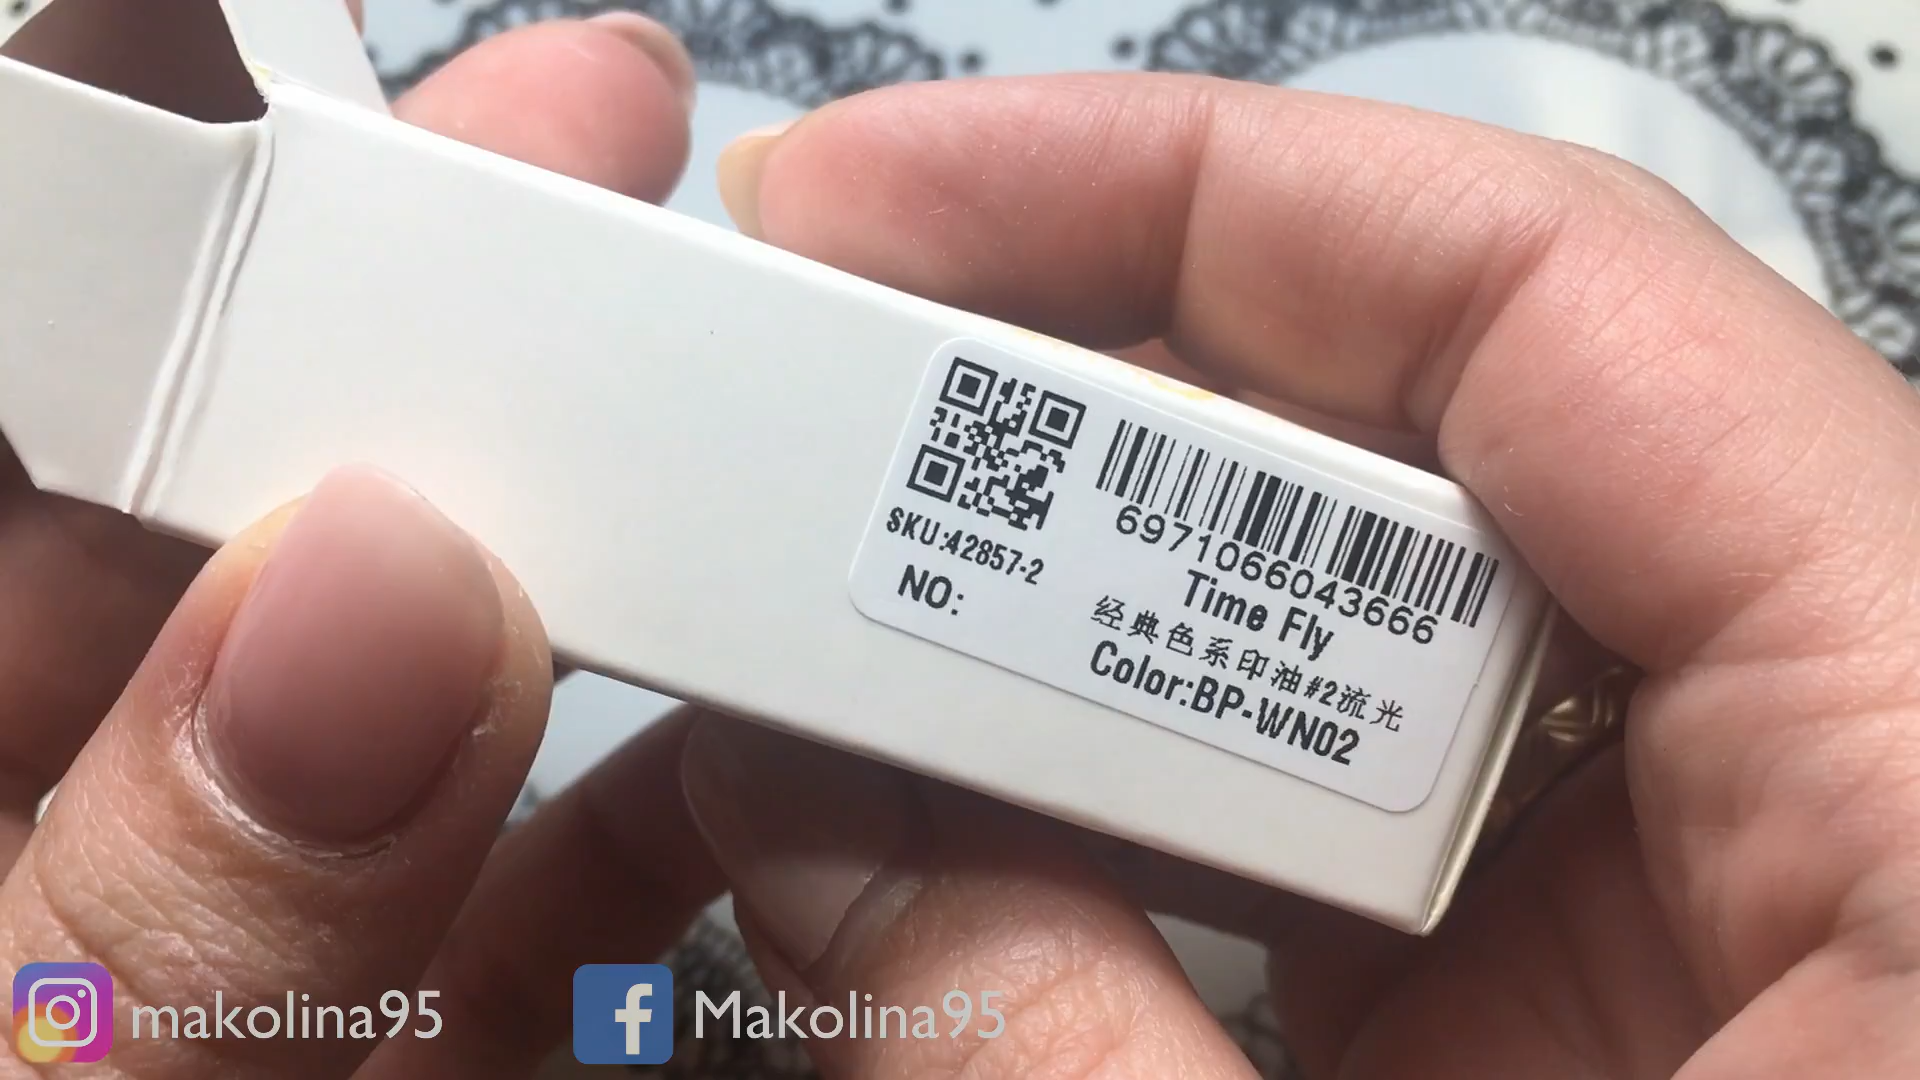 SKU:42857-2
NO:
6971066043666
Time Fly
经典色系印油#2流光
Color:BP-WN02
makolina95
Makolina95